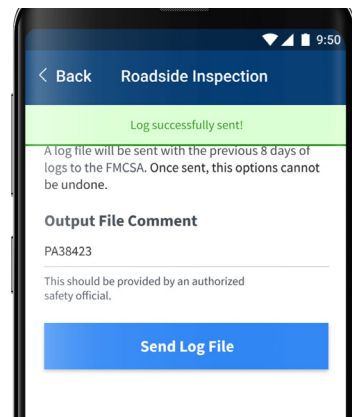 9:50
Back Roadside Inspection
Log successfully sent!
A log file will be sent with the previous 8 days of
logs to the FMCSA. Once sent, this options cannot
be undone.
Output File Comment
PA38423
This should be provided by an authorized
safety official.
Send Log File